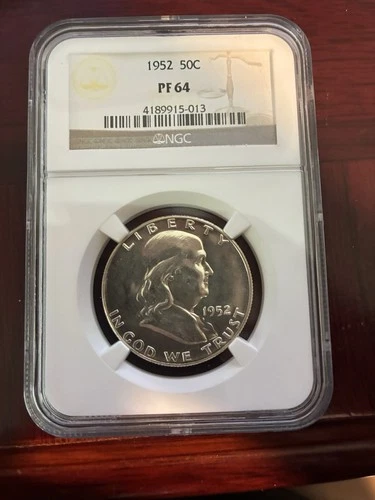 1952 50C
PF 64
4189915-013
NGC
LIBERTY
1952
IN GOD WE TRUST